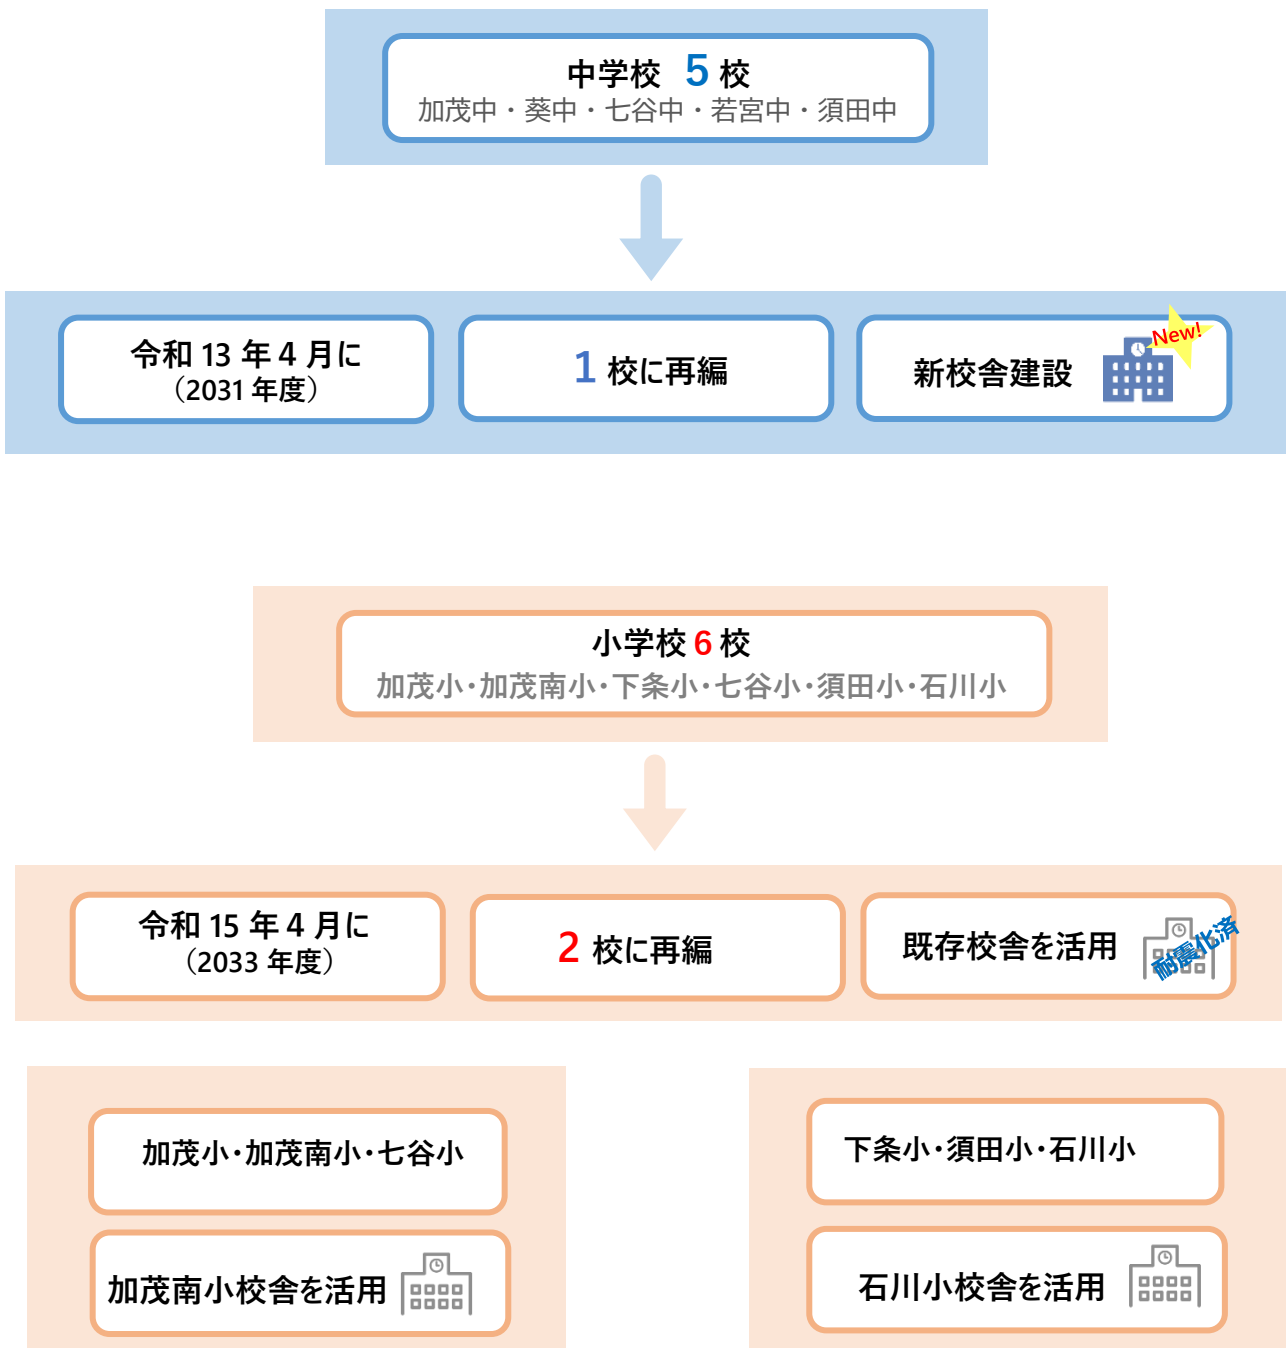 中学校 5 校
加茂中・葵中・七谷中・若宮中・須田中
令和 13 年 4 月に
（2031 年度）
1 校に再編
新校舎建設
New!
小学校 6 校
加茂小・加茂南小・下条小・七谷小・須田小・石川小
令和 15 年 4 月に
（2033 年度）
2 校に再編
既存校舎を活用
耐震化済
加茂小・加茂南小・七谷小
加茂南小校舎を活用
下条小・須田小・石川小
石川小校舎を活用